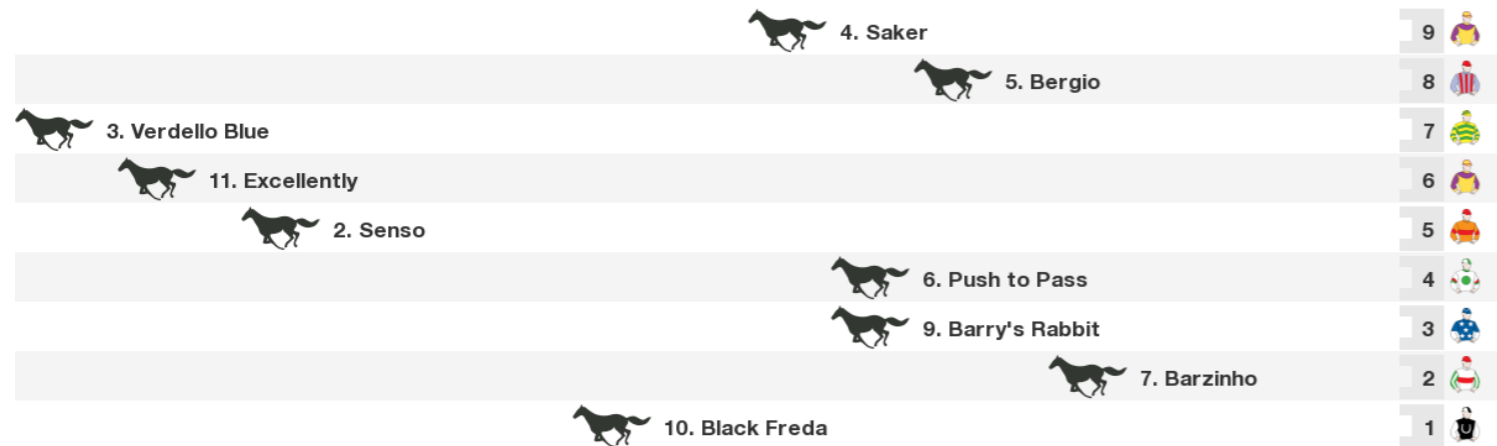 4. Saker 9
5. Bergio 8
3. Verdello Blue 7
11. Excellently 6
2. Senso 5
6. Push to Pass 4
9. Barry's Rabbit 3
7. Barzinho 2
10. Black Freda 1